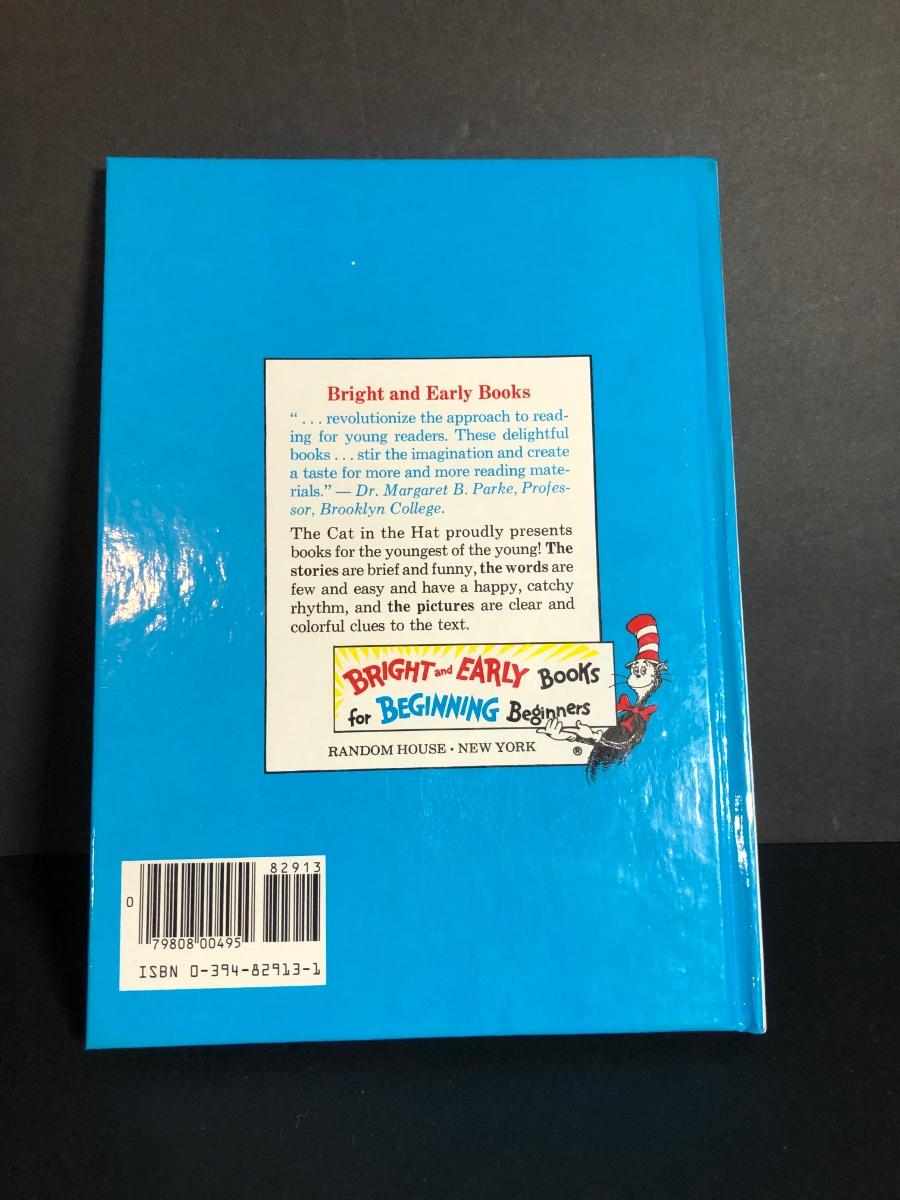 Bright and Early Books
“ . . . revolutionize the approach to read-
ing for young readers. These delightful
books . . . stir the imagination and create
a taste for more and more reading mate-
rials.” — Dr. Margaret B. Parke, Profes-
sor, Brooklyn College.
The Cat in the Hat proudly presents
books for the youngest of the young! The
stories are brief and funny, the words are
few and easy and have a happy, catchy
rhythm, and the pictures are clear and
colorful clues to the text.
BRIGHT and EARLY BOOKS
for BEGINNING Beginners
RANDOM HOUSE · NEW YORK ®
82913
0 79808 00495
ISBN 0-394-82913-1